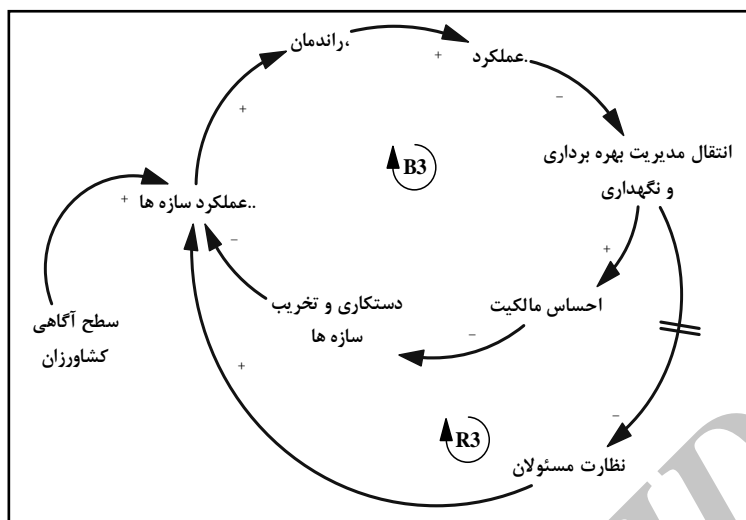 راندمان،
عملکرد..
+
+
–
انتقال مدیریت بهره برداری
و نگهداری
B3
..عملکرد سازه ها
+
–
+
احساس مالکیت
دستکاری و تخریب
سازه ها
–
سطح آگاهی
کشاورزان
+
–
R3
نظارت مسئولان